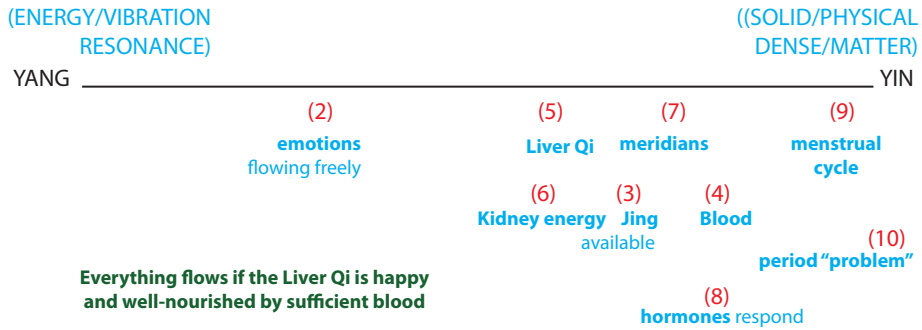 (ENERGY/VIBRATION
RESONANCE)
((SOLID/PHYSICAL
DENSE/MATTER)
YANG
YIN
(2)
emotions
flowing freely
(5)
Liver Qi
(7)
meridians
(9)
menstrual
cycle
(6)
Kidney energy
(3)
Jing
available
(4)
Blood
(10)
period “problem”
Everything flows if the Liver Qi is happy
and well-nourished by sufficient blood
(8)
hormones respond